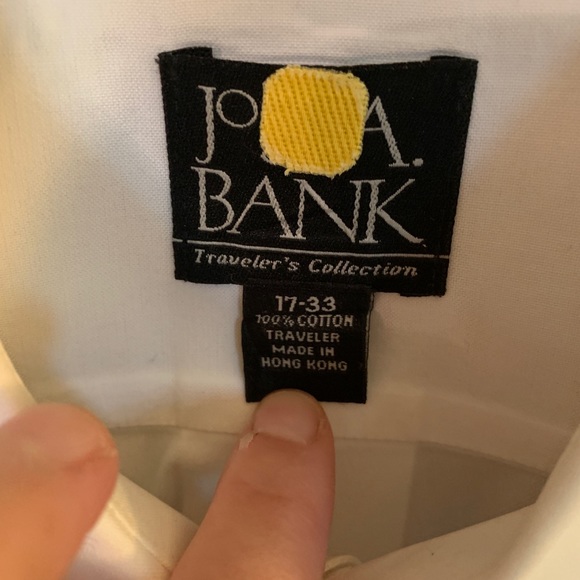 JO A.
BANK
Traveler's Collection
17-33
100% COTTON
TRAVELER
MADE IN
HONG KONG